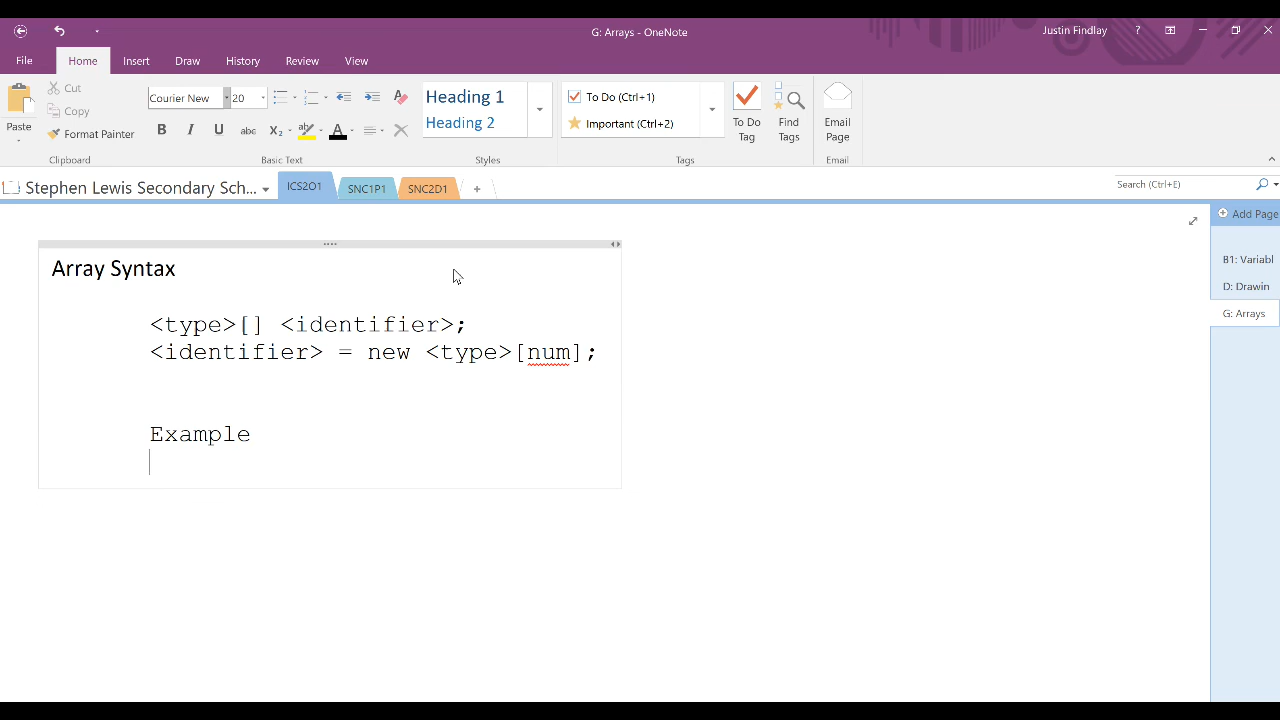 G: Arrays - OneNote
Justin Findlay
?
File
Home
Insert
Draw
History
Review
View
Paste
Cut
Copy
Format Painter
Clipboard
Courier New
20
B I U abc X₂ A
Basic Text
Heading 1
Heading 2
Styles
To Do (Ctrl+1)
Important (Ctrl+2)
To Do
Tag
Find
Tags
Tags
Email
Page
Email
Stephen Lewis Secondary Sch...
ICS2O1
SNC1P1
SNC2D1
+
Search (Ctrl+E)
Add Page
B1: Variabl
D: Drawin
G: Arrays
Array Syntax
<type>[] <identifier>;
<identifier> = new <type>[num];
Example